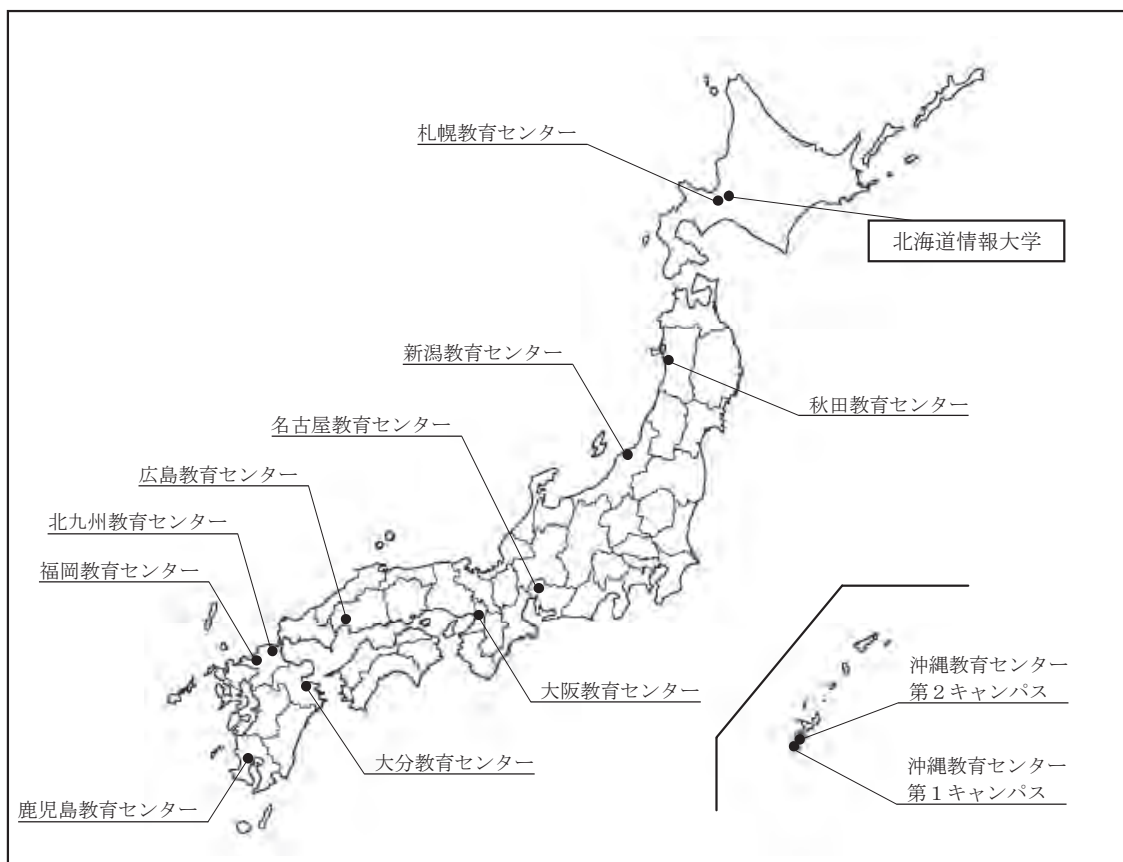 札幌教育センター
北海道情報大学
新潟教育センター
秋田教育センター
名古屋教育センター
広島教育センター
北九州教育センター
福岡教育センター
大阪教育センター
大分教育センター
鹿児島教育センター
沖縄教育センター
第2キャンパス
沖縄教育センター
第1キャンパス